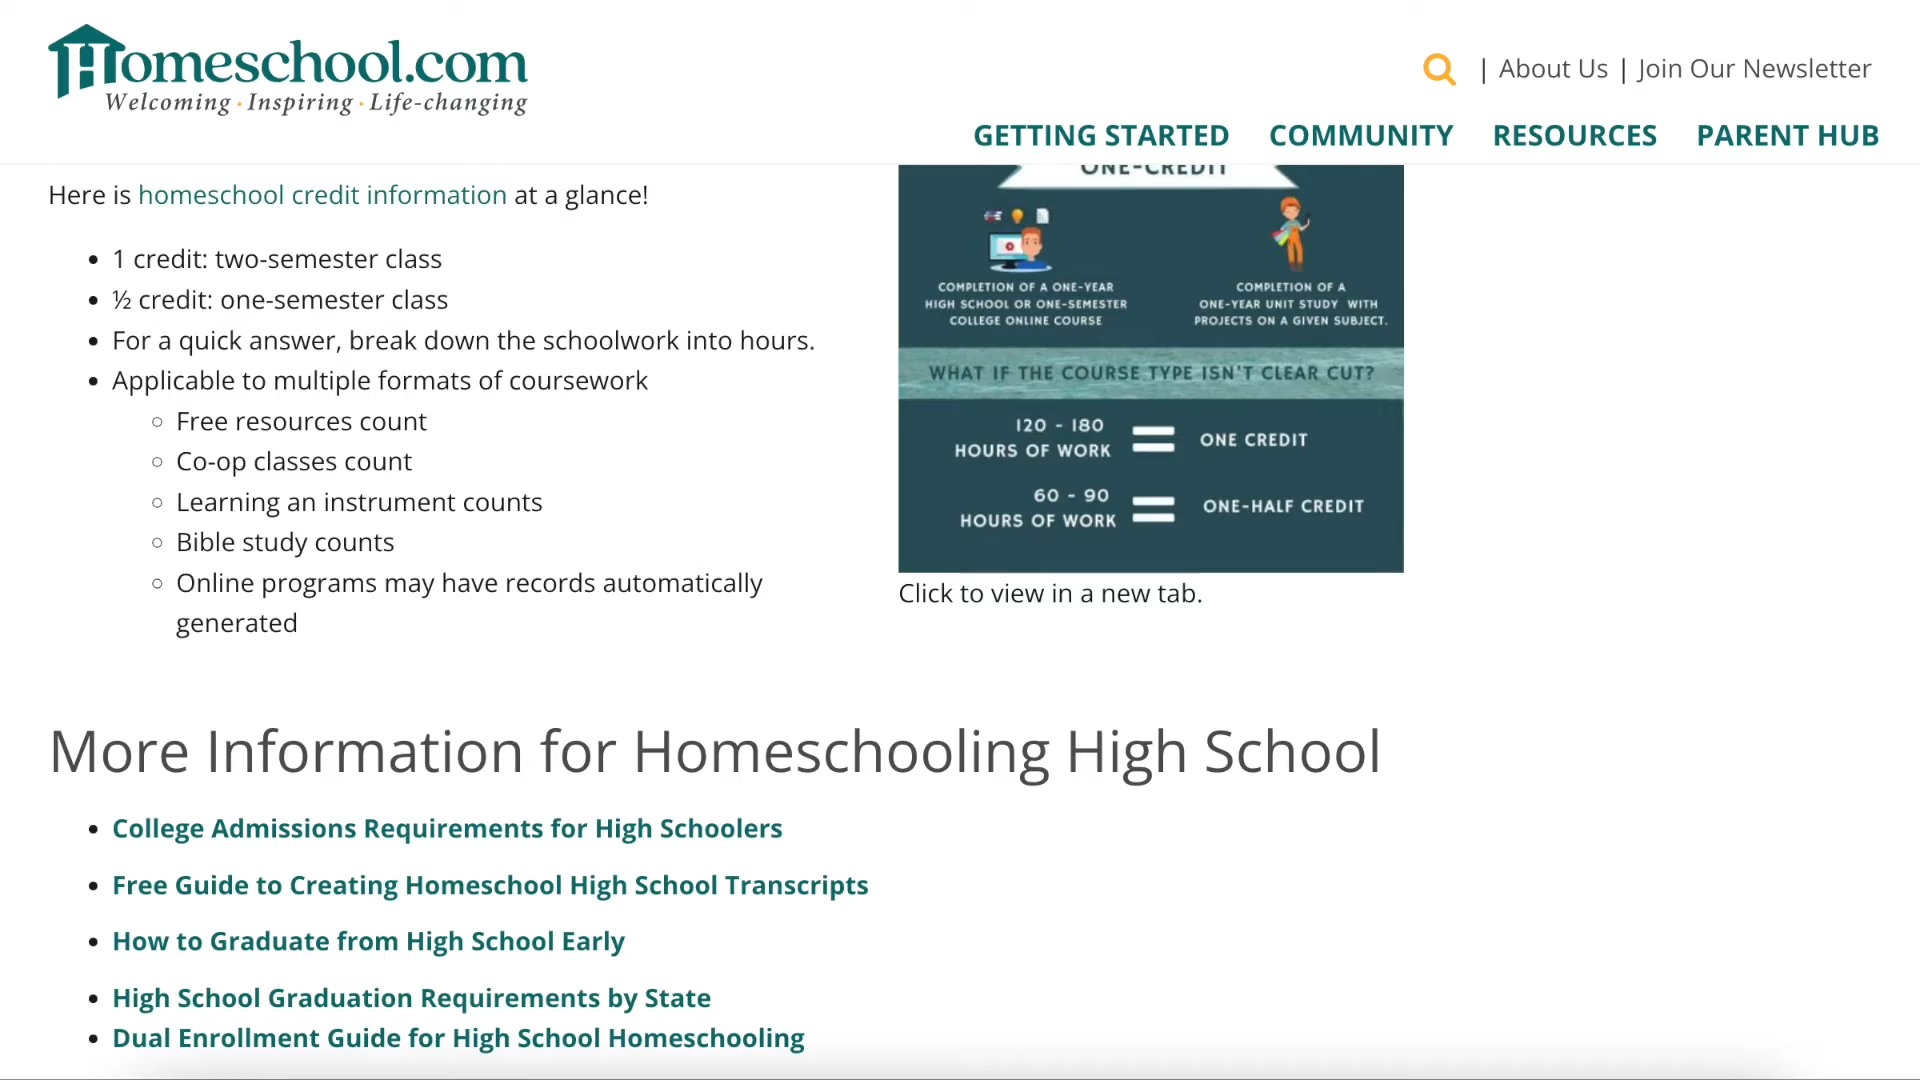 Homeschool.com
Welcoming · Inspiring · Life-changing
| About Us | Join Our Newsletter
GETTING STARTED COMMUNITY RESOURCES PARENT HUB
Here is homeschool credit information at a glance!
• 1 credit: two-semester class
• ½ credit: one-semester class
• For a quick answer, break down the schoolwork into hours.
• Applicable to multiple formats of coursework
○ Free resources count
○ Co-op classes count
○ Learning an instrument counts
○ Bible study counts
○ Online programs may have records automatically
generated
ONE-CREDIT
COMPLETION OF A ONE-YEAR
HIGH SCHOOL OR ONE-SEMESTER
COLLEGE ONLINE COURSE
COMPLETION OF A
ONE-YEAR UNIT STUDY WITH
PROJECTS ON A GIVEN SUBJECT.
WHAT IF THE COURSE TYPE ISN'T CLEAR CUT?
120 - 180
HOURS OF WORK = ONE CREDIT
60 - 90
HOURS OF WORK = ONE-HALF CREDIT
Click to view in a new tab.
More Information for Homeschooling High School
• College Admissions Requirements for High Schoolers
• Free Guide to Creating Homeschool High School Transcripts
• How to Graduate from High School Early
• High School Graduation Requirements by State
• Dual Enrollment Guide for High School Homeschooling